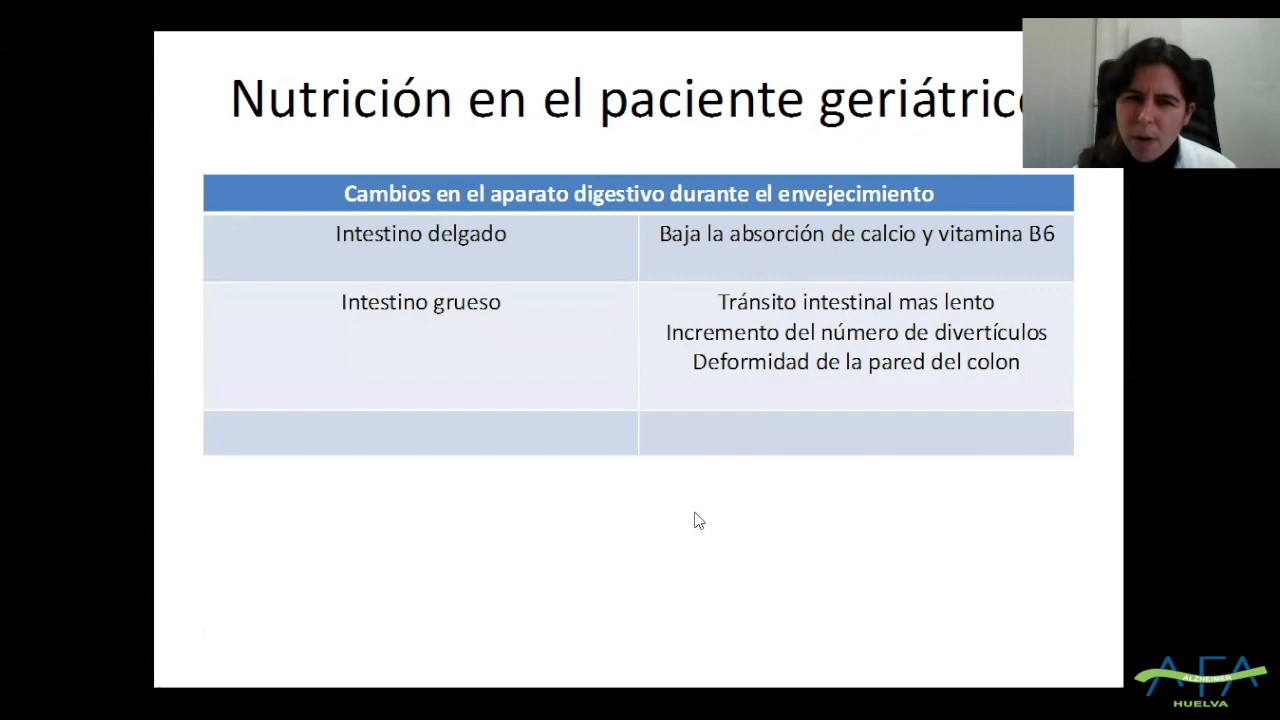 Nutrición en el paciente geriátrico
Cambios en el aparato digestivo durante el envejecimiento
Intestino delgado
Baja la absorción de calcio y vitamina B6
Intestino grueso
Tránsito intestinal mas lento
Incremento del número de divertículos
Deformidad de la pared del colon
AFA
ALZHEIMER
HUELVA